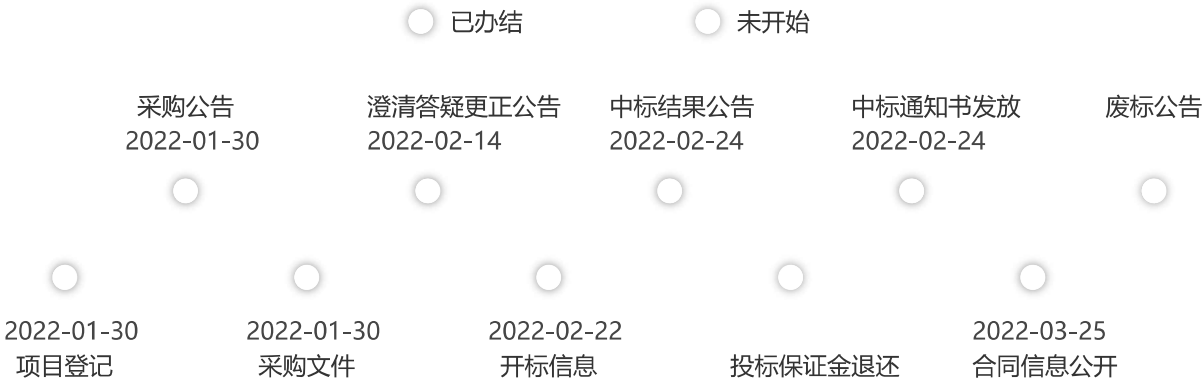 已办结
未开始
采购公告
2022-01-30
澄清答疑更正公告
2022-02-14
中标结果公告
2022-02-24
中标通知书发放
2022-02-24
废标公告
2022-01-30
项目登记
2022-01-30
采购文件
2022-02-22
开标信息
投标保证金退还
2022-03-25
合同信息公开